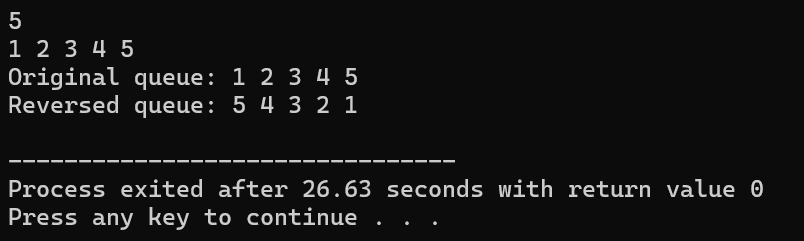 5
1 2 3 4 5
Original queue: 1 2 3 4 5
Reversed queue: 5 4 3 2 1

--------------------------------
Process exited after 26.63 seconds with return value 0
Press any key to continue . . .